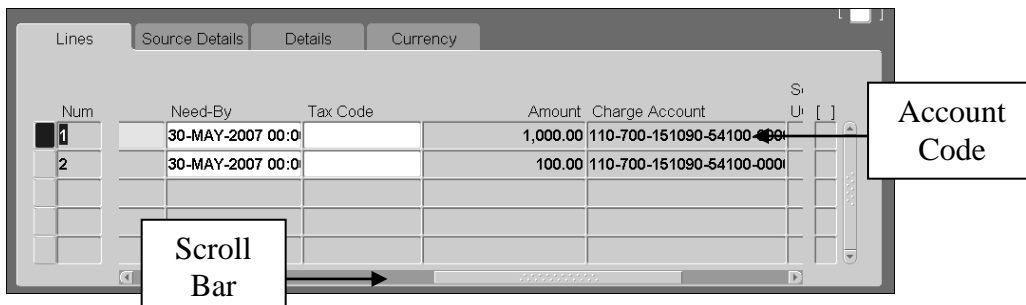 Lines Source Details Details Currency
Num Need-By Tax Code Amount Charge Account [ ]
1 30-MAY-2007 00:0 1,000.00 110-700-151090-54100-0000
2 30-MAY-2007 00:0 100.00 110-700-151090-54100-000
Account
Code
Scroll
Bar